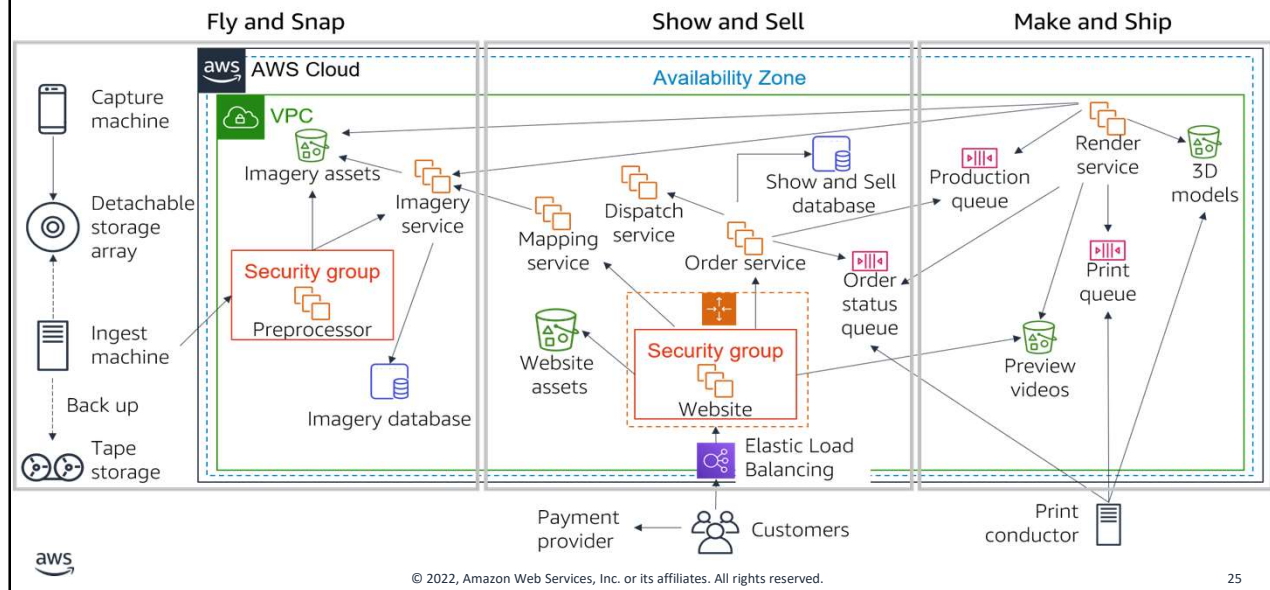 Fly and Snap
Show and Sell
Make and Ship
aws
AWS Cloud
Availability Zone
VPC
Capture
machine
Detachable
storage
array
Ingest
machine
Back up
Tape
storage
Imagery assets
Imagery
service
Security group
Preprocessor
Imagery database
Mapping
service
Dispatch
service
Order service
Show and Sell
database
Order
status
queue
Website
assets
Security group
Website
Elastic Load
Balancing
Production
queue
Render
service
3D
models
Print
queue
Preview
videos
Payment
provider
Customers
Print
conductor
aws
© 2022, Amazon Web Services, Inc. or its affiliates. All rights reserved.
25